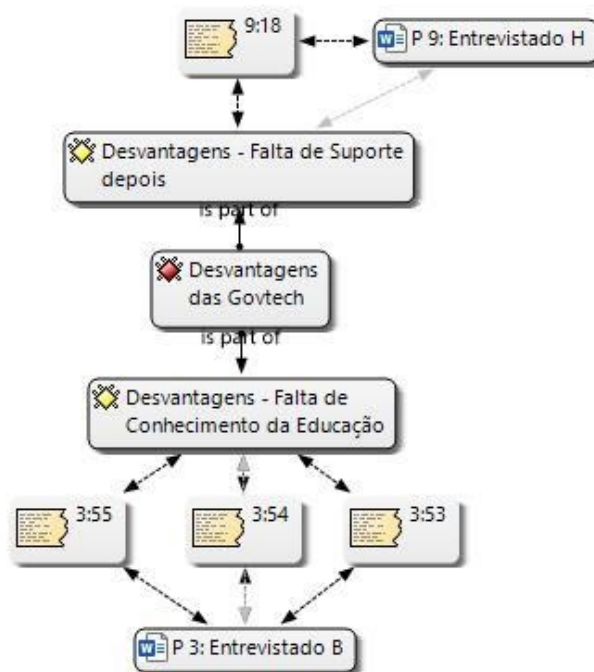 9:18
P 9: Entrevistado H
Desvantagens - Falta de Suporte
depois
is part of
Desvantagens
das Govtech
is part of
Desvantagens - Falta de
Conhecimento da Educação
3:55
3:54
3:53
P 3: Entrevistado B